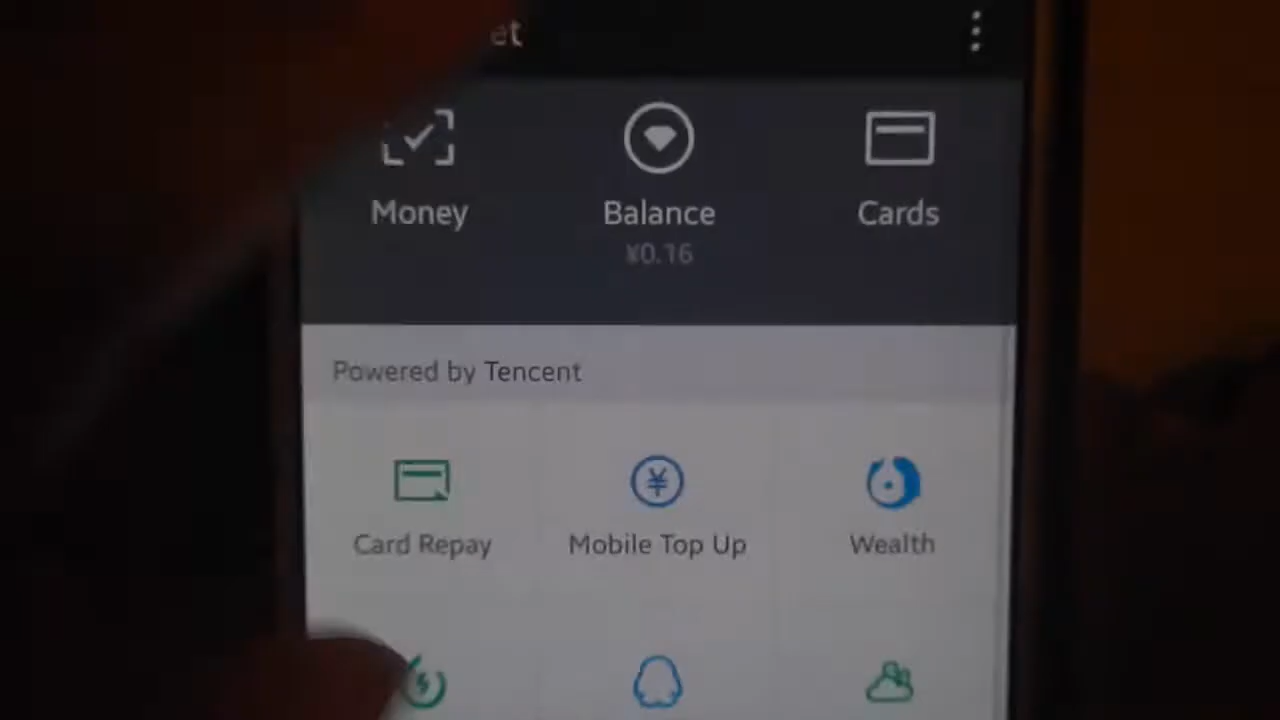 et
Money Balance Cards
¥0.16
Powered by Tencent
Card Repay Mobile Top Up Wealth